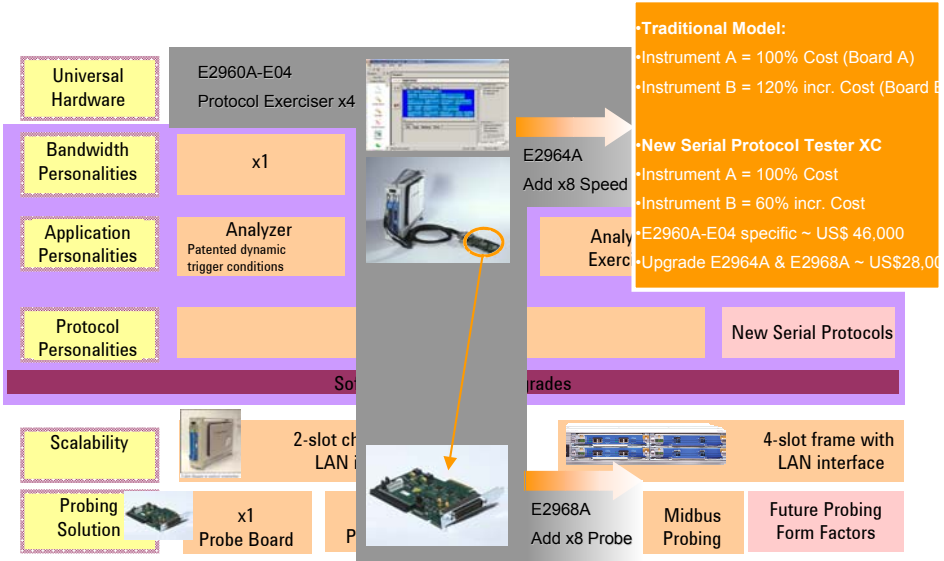 •Traditional Model:
•Instrument A = 100% Cost (Board A)
•Instrument B = 120% incr. Cost (Board
•New Serial Protocol Tester XC
•Instrument A = 100% Cost
•Instrument B = 60% incr. Cost
•E2960A-E04 specific ~ US$ 46,000
•Upgrade E2964A & E2968A ~ US$28,00
Universal
Hardware
E2960A-E04
Protocol Exerciser x4
Bandwidth
Personalities
x1
E2964A
Add x8 Speed
Application
Personalities
Analyzer
Patented dynamic
trigger conditions
Analy
Exerc
Protocol
Personalities
New Serial Protocols
So
rades
Scalability
2-slot ch
LAN i
4-slot frame with
LAN interface
Probing
Solution
x1
Probe Board
P
E2968A
Add x8 Probe
Midbus
Probing
Future Probing
Form Factors